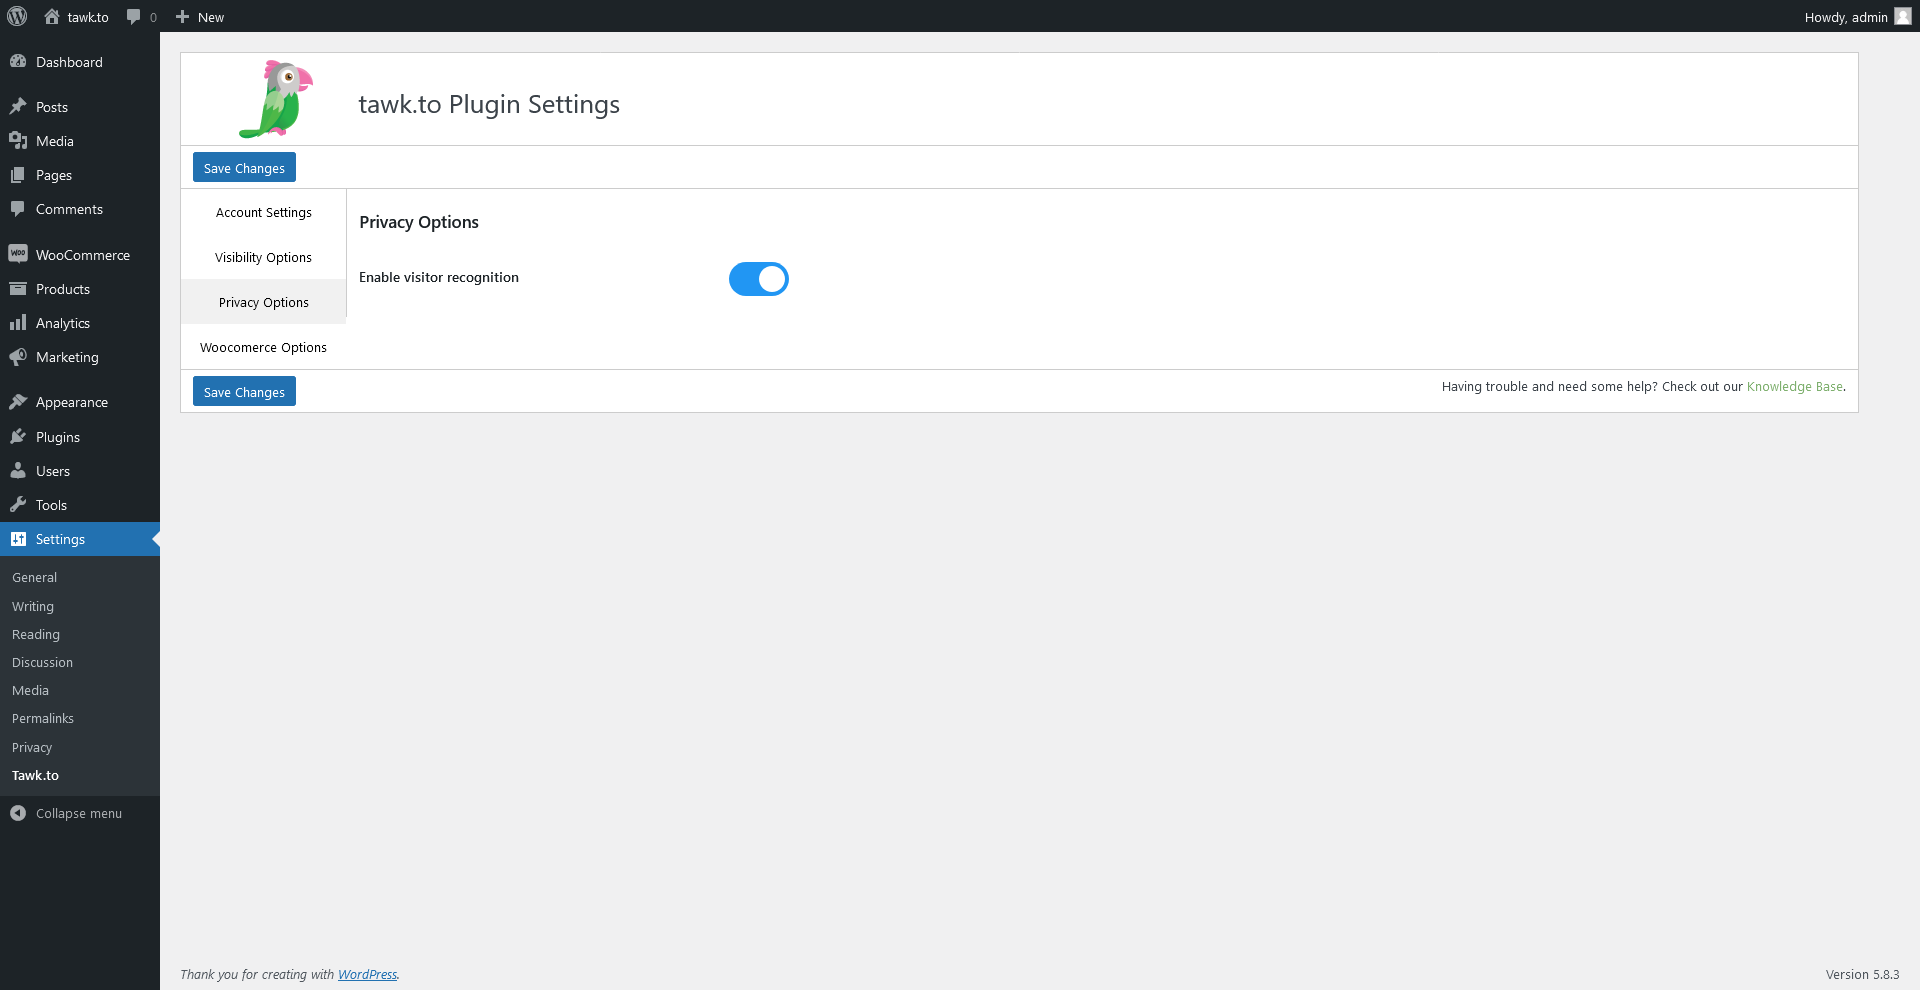 tawk.to
0
New
Howdy, admin
Dashboard
Posts
Media
Pages
Comments
WOO
WooCommerce
Products
Analytics
Marketing
Appearance
Plugins
Users
Tools
Settings
General
Writing
Reading
Discussion
Media
Permalinks
Privacy
Tawk.to
Collapse menu
tawk.to Plugin Settings
Save Changes
Account Settings
Visibility Options
Privacy Options
Woocomerce Options
Privacy Options
Enable visitor recognition
Save Changes
Having trouble and need some help? Check out our Knowledge Base.
Thank you for creating with WordPress.
Version 5.8.3